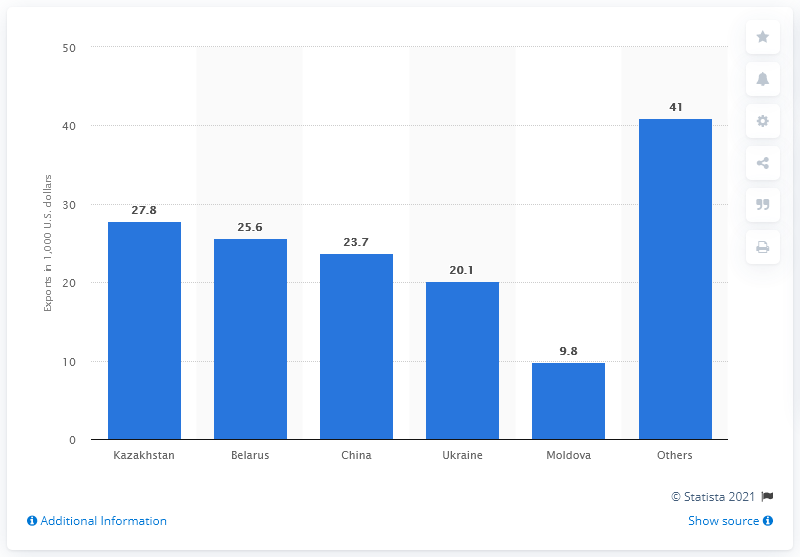 50
40
30
20
10
0
Exports in 1,000 U.S. dollars
27.8
25.6
23.7
20.1
9.8
41
Kazakhstan
Belarus
China
Ukraine
Moldova
Others
© Statista 2021
Additional Information
Show source